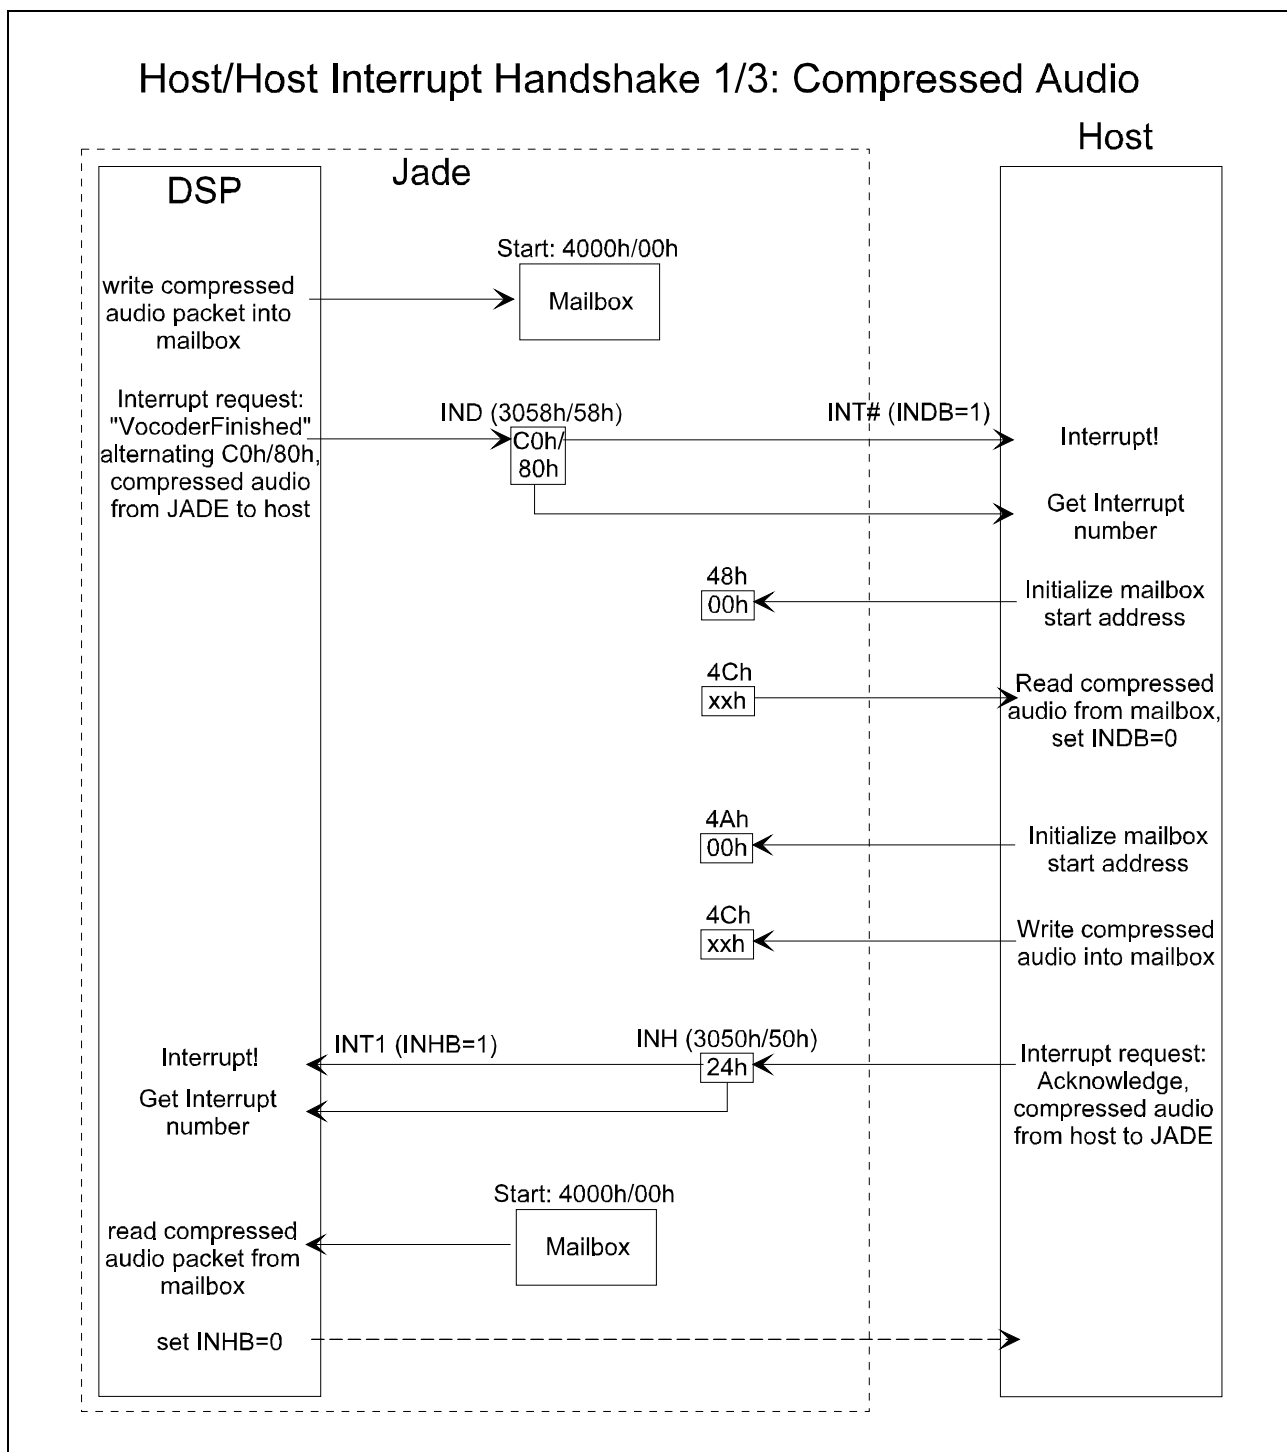 Host/Host Interrupt Handshake 1/3: Compressed Audio
Host
Jade
DSP
Start: 4000h/00h
Mailbox
write compressed
audio packet into
mailbox
Interrupt request:
"VocoderFinished"
alternating C0h/80h,
compressed audio
from JADE to host
IND (3058h/58h)
C0h/
80h
INT# (INDB=1)
Interrupt!
Get Interrupt
number
48h
00h
Initialize mailbox
start address
4Ch
xxh
Read compressed
audio from mailbox,
set INDB=0
4Ah
00h
Initialize mailbox
start address
4Ch
xxh
Write compressed
audio into mailbox
Interrupt!
INT1 (INHB=1)
INH (3050h/50h)
24h
Interrupt request:
Acknowledge,
compressed audio
from host to JADE
Get Interrupt
number
Start: 4000h/00h
Mailbox
read compressed
audio packet from
mailbox
set INHB=0